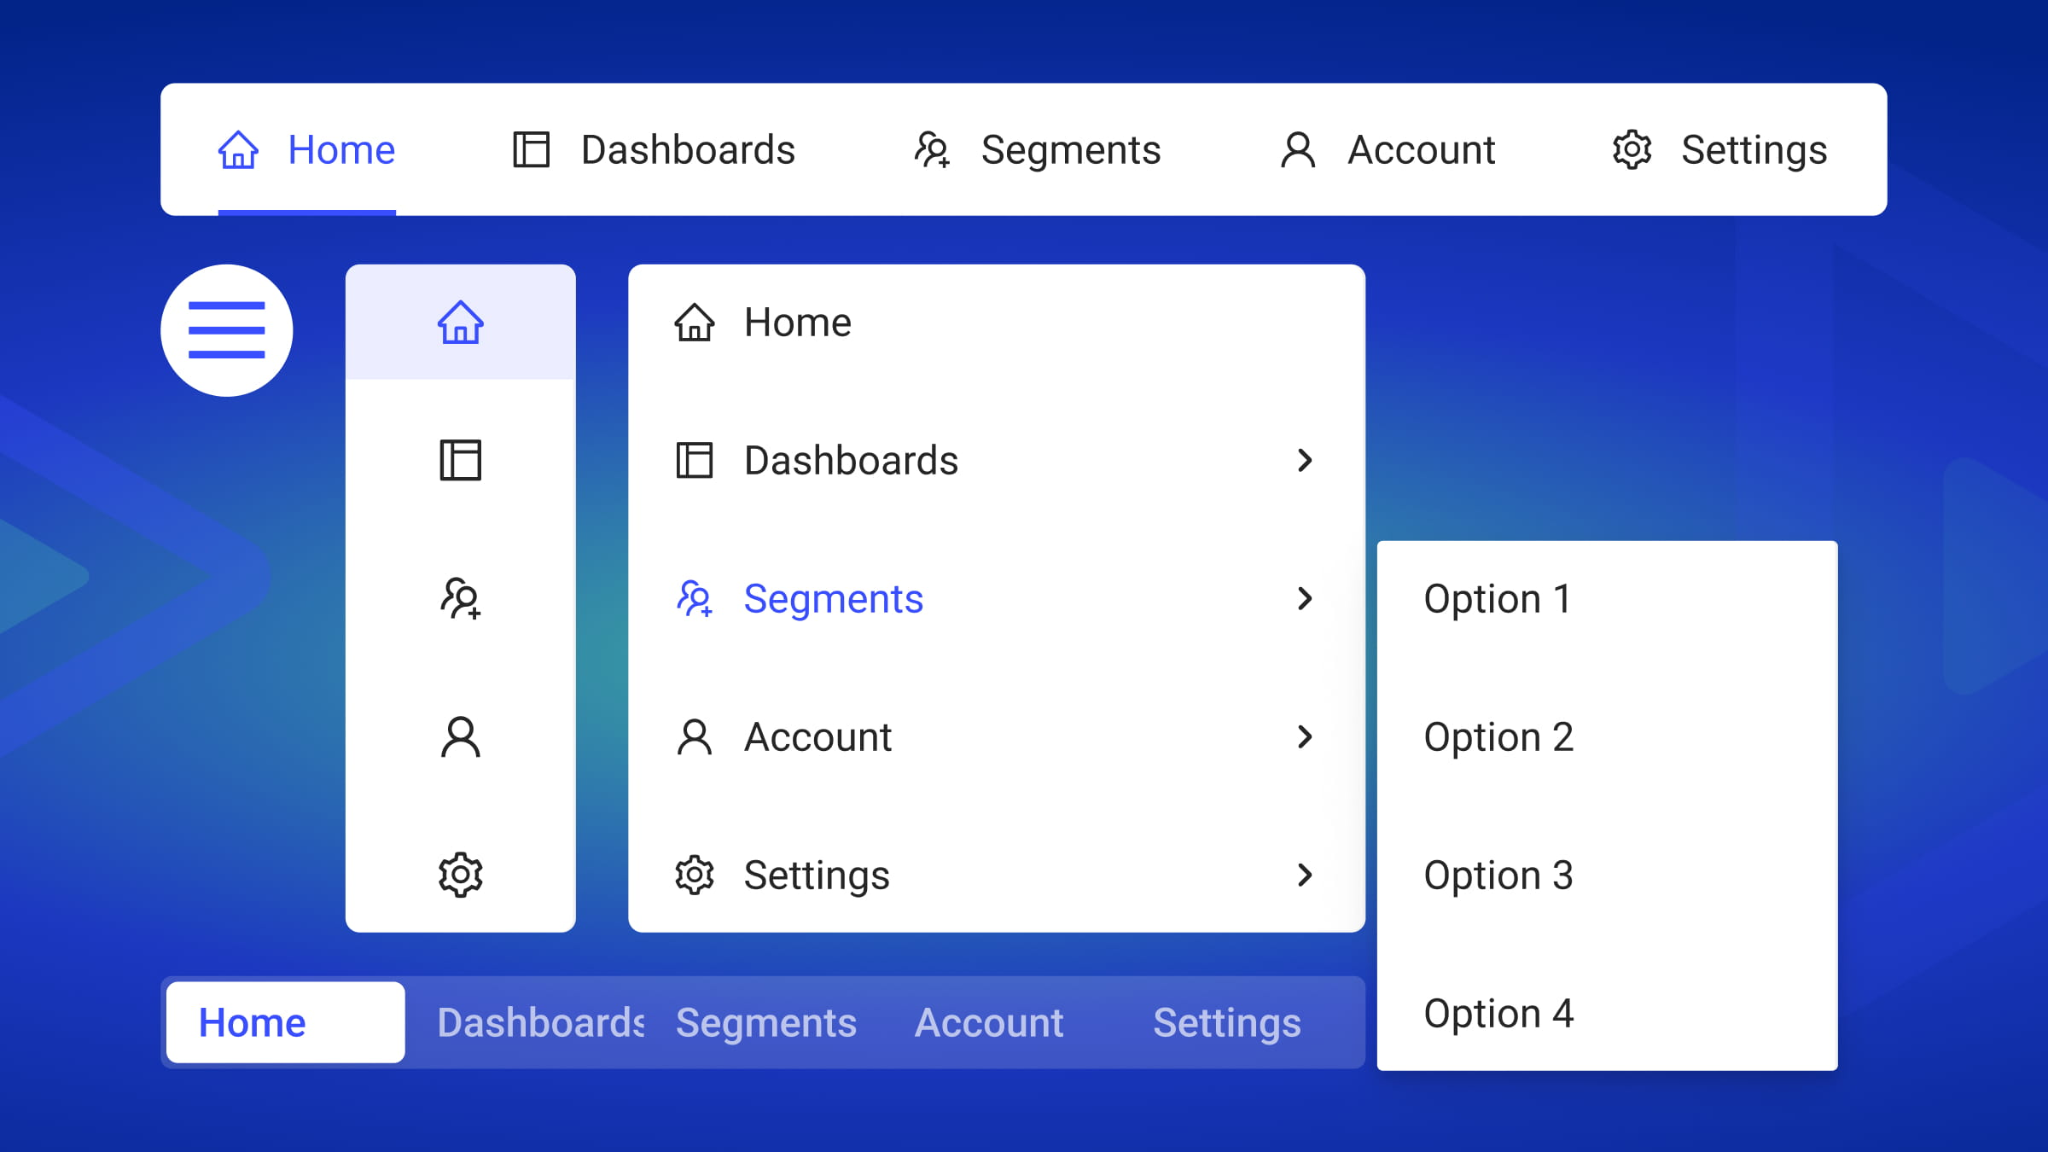 Home Dashboards Segments Account Settings
Home
Dashboards
Segments
Account
Settings
Option 1
Option 2
Option 3
Option 4
Home Dashboards Segments Account Settings